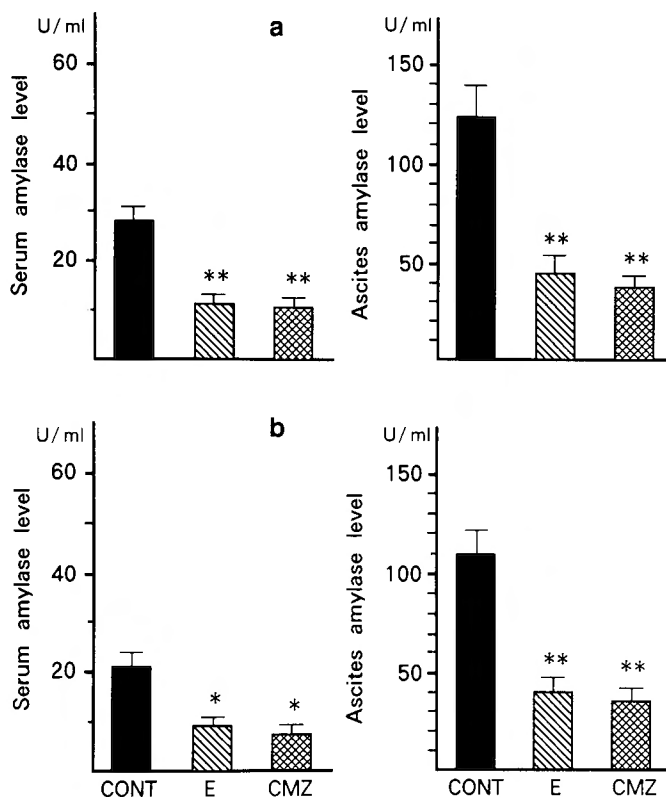 a
U/ml
60
40
20
Serum amylase level
**
**
U/ml
150
100
50
Ascites amylase level
**
**
b
U/ml
60
40
20
Serum amylase level
*
*
CONT E CMZ
U/ml
150
100
50
Ascites amylase level
**
**
CONT E CMZ